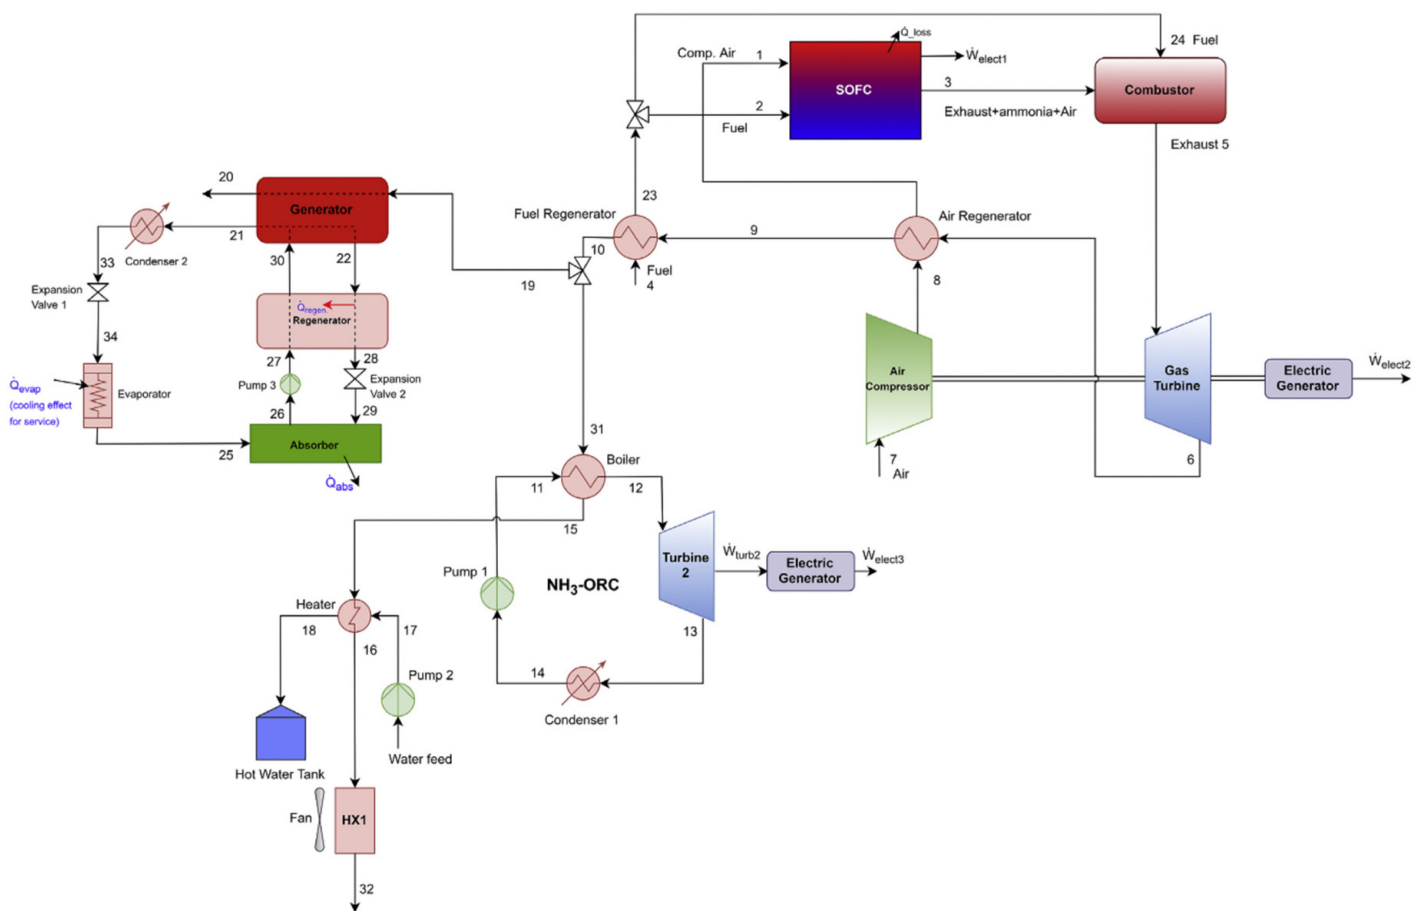 24 Fuel
Q̇_loss
Comp. Air
1
Ẇelect1
SOFC
3
Combustor
2
Fuel
Exhaust+ammonia+Air
Exhaust 5
20
Generator
23
Fuel Regenerator
Air Regenerator
21
9
10
30
22
Condenser 2
33
Fuel
4
19
8
Expansion
Valve 1
Q̇regen.
Regenerator
34
27
28
Ẇelect2
Pump 3
Expansion
Valve 2
Air
Compressor
Gas
Turbine
Electric
Generator
Q̇evap
(cooling effect
for service)
Evaporator
26
29
31
25
Absorber
Boiler
7
Air
6
Q̇abs
11
12
15
Ẇturb2
Ẇelect3
Turbine
2
Electric
Generator
Pump 1
NH3-ORC
Heater
18
17
13
16
14
Pump 2
Condenser 1
Water feed
Hot Water Tank
Fan
HX1
32